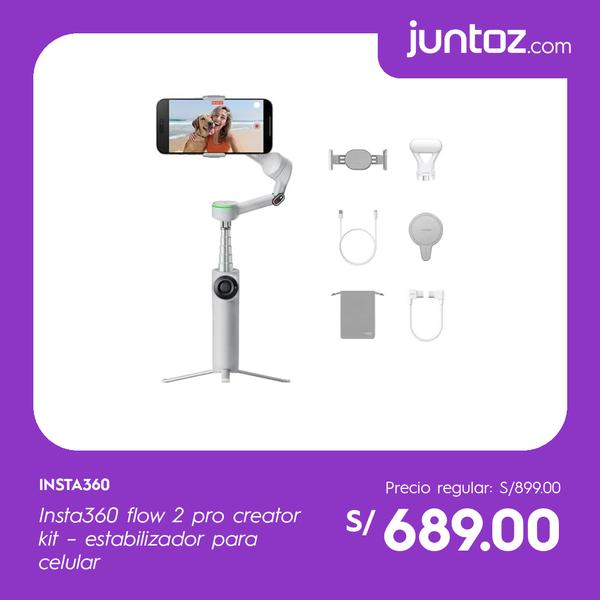 juntoz.com
INSTA360
Insta360 flow 2 pro creator
kit – estabilizador para
celular
Precio regular: S/899.00
S/ 689.00